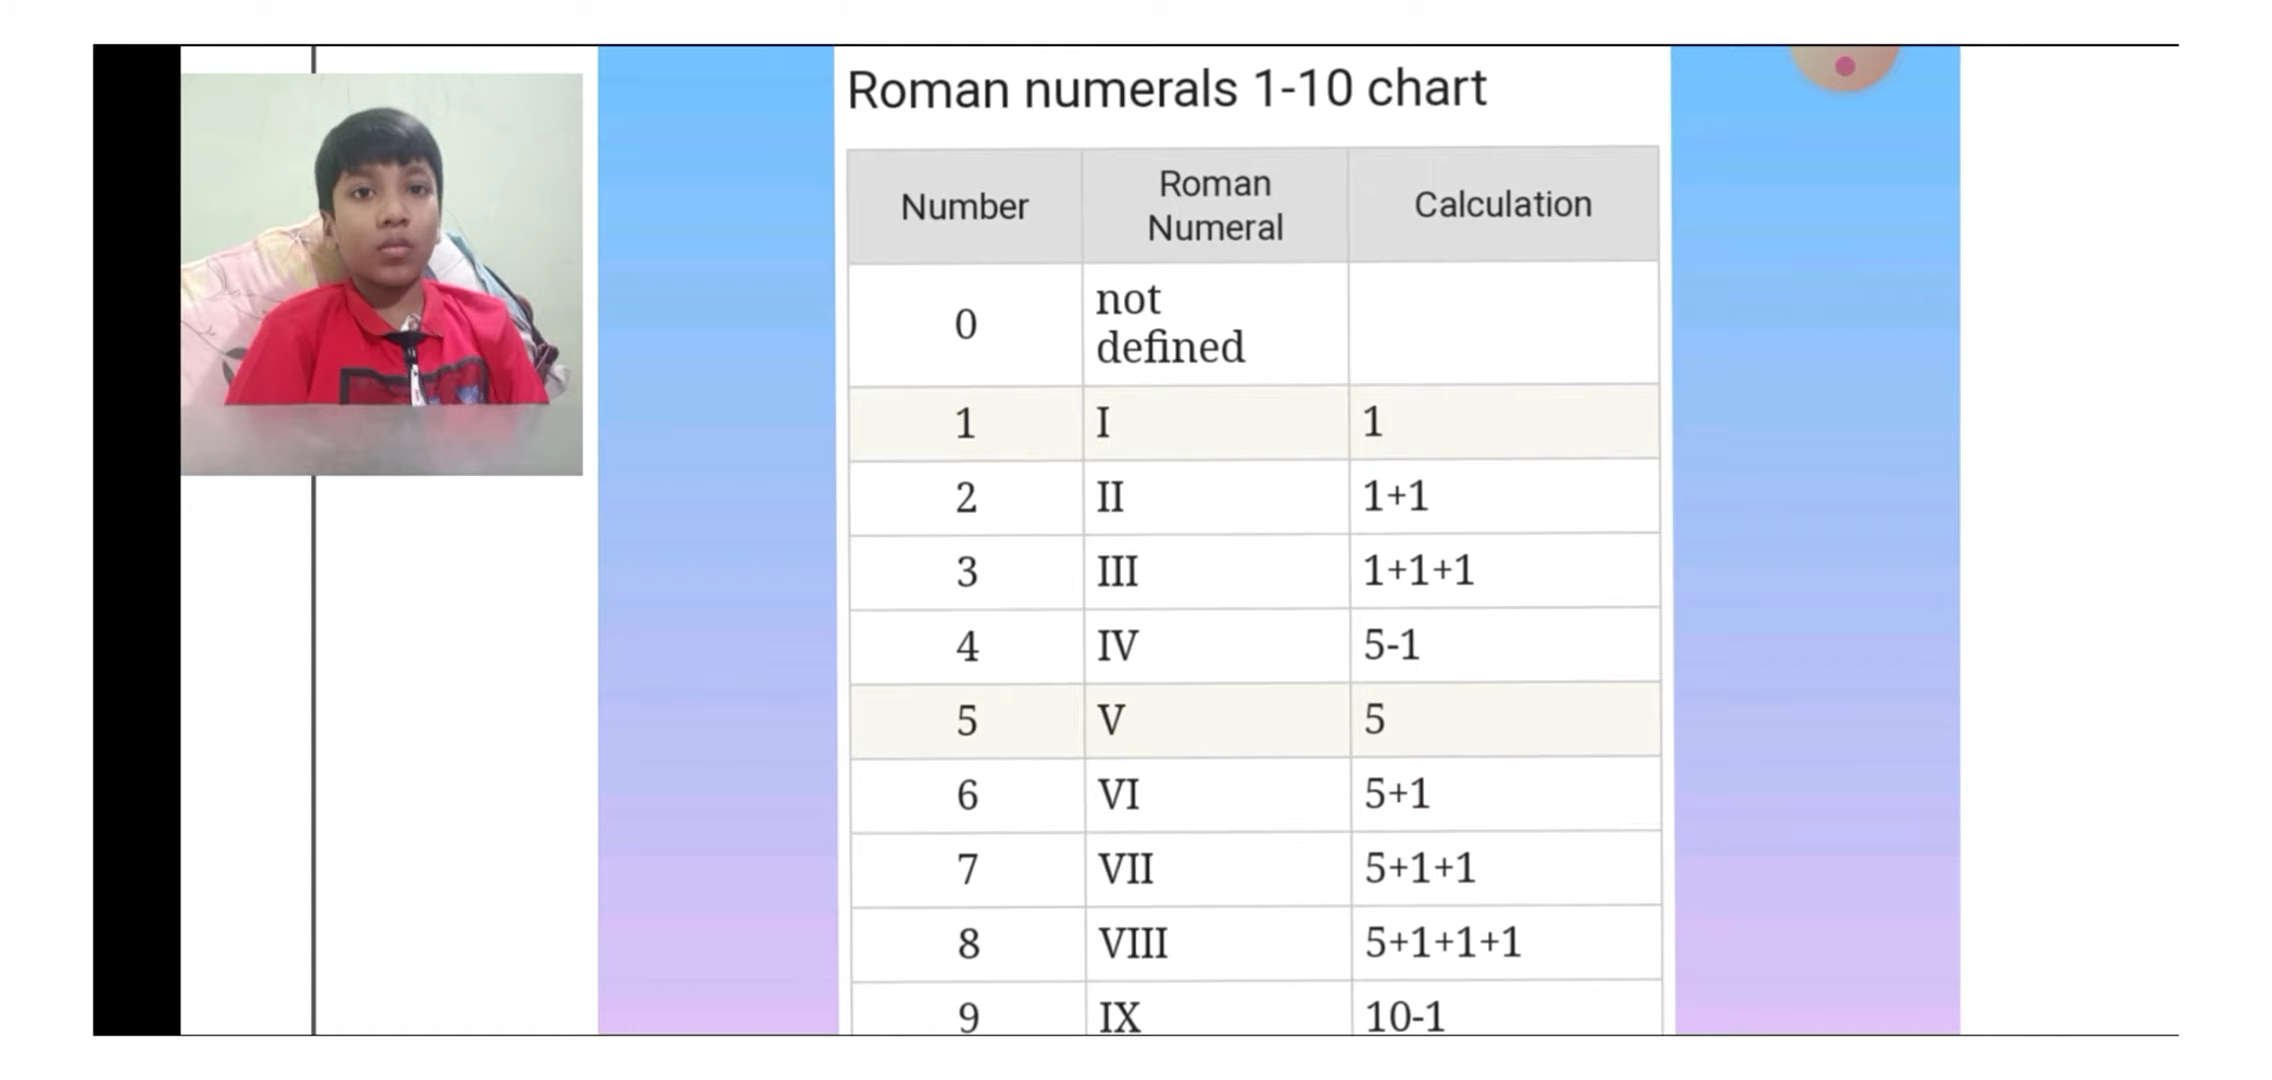 Roman numerals 1-10 chart
Number Roman Numeral Calculation
0 not defined
1 I 1
2 II 1+1
3 III 1+1+1
4 IV 5-1
5 V 5
6 VI 5+1
7 VII 5+1+1
8 VIII 5+1+1+1
9 IX 10-1